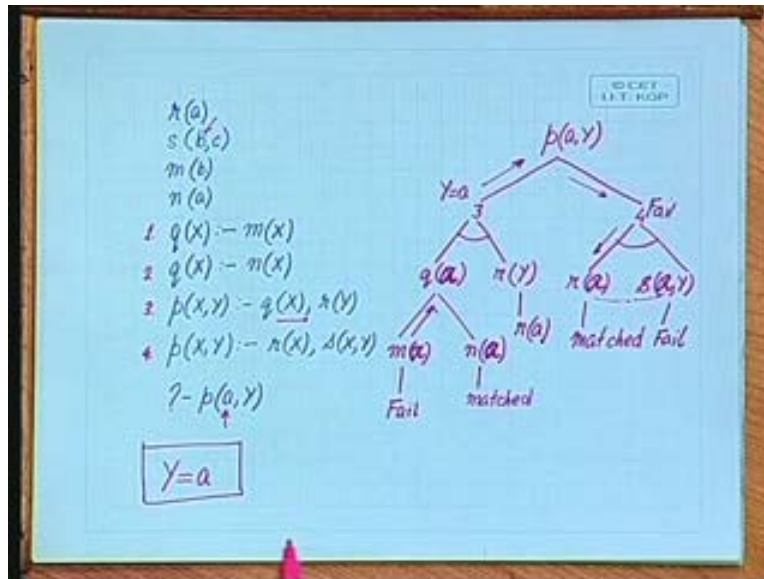 © CET
I.I.T. KGP
r(a)
s(b,c)
m(b)
n(a)
1. q(X) :- m(X)
2. q(X) :- n(X)
3. p(X,Y) :- q(X), r(Y)
4. p(X,Y) :- r(X), s(X,Y)
?- p(a,Y)
Y=a
p(a,Y)
Y=a
3
4 Fail
q(a) r(Y) r(a) s(a,Y)
m(a) n(a) r(a) matched Fail
Fail matched